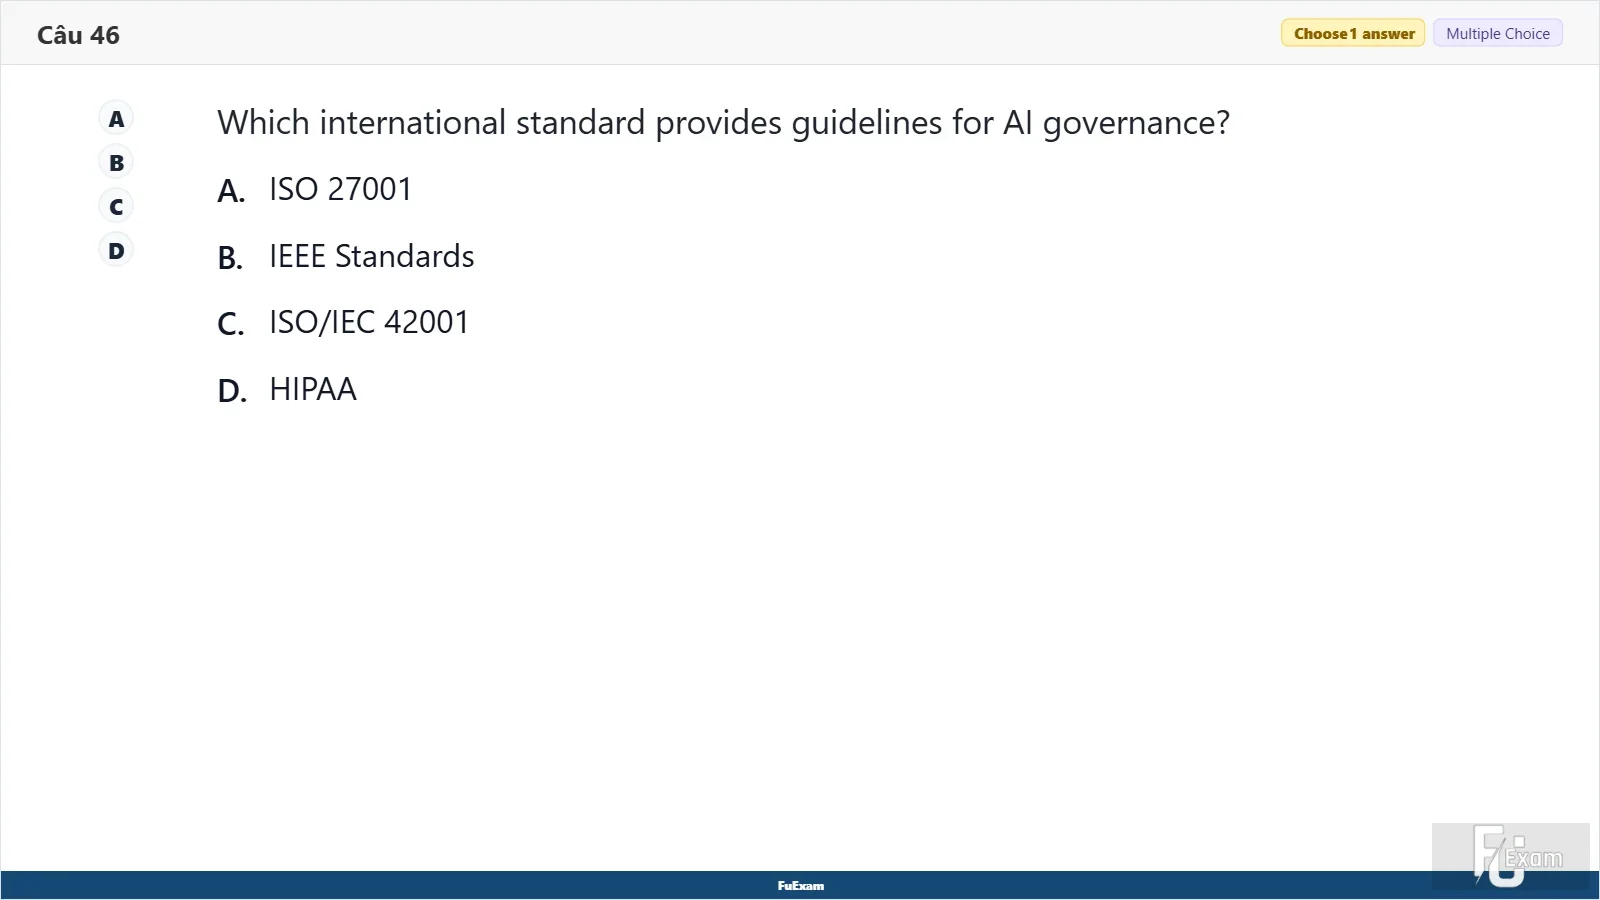 Câu 46
Choose 1 answer
Multiple Choice
A
B
C
D
Which international standard provides guidelines for AI governance?
A. ISO 27001
B. IEEE Standards
C. ISO/IEC 42001
D. HIPAA
FU Exam
FuExam